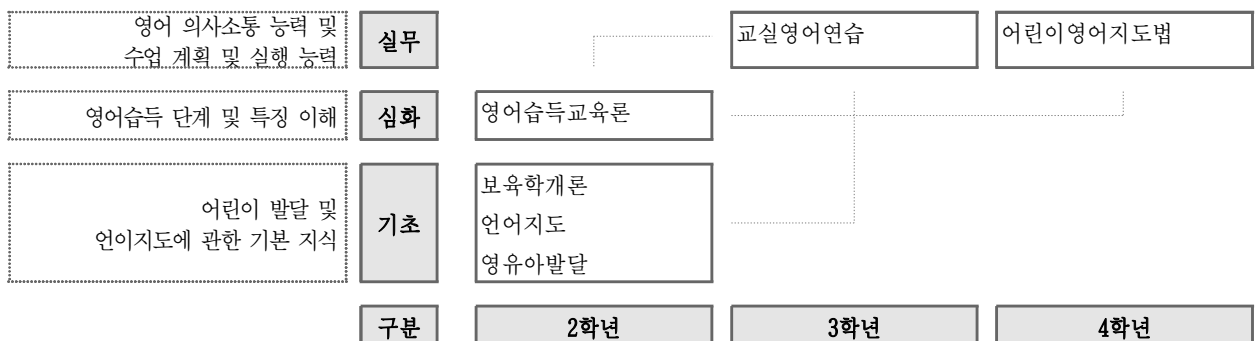 영어 의사소통 능력 및
수업 계획 및 실행 능력
실무
교실영어연습
어린이영어지도법
영어습득 단계 및 특징 이해
심화
영어습득교육론
어린이 발달 및
언이지도에 관한 기본 지식
기초
보육학개론
언어지도
영유아발달
구분
2학년
3학년
4학년